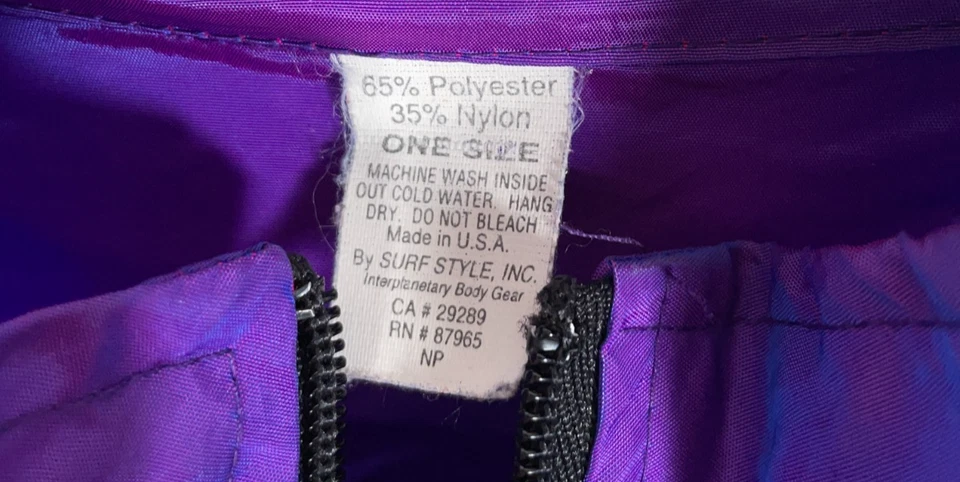 65% Polyester
35% Nylon
ONE SIZE
MACHINE WASH INSIDE
OUT COLD WATER. HANG
DRY. DO NOT BLEACH
Made in U.S.A.
By SURF STYLE, INC.
Interplanetary Body Gear
CA # 29289
RN # 87965
NP